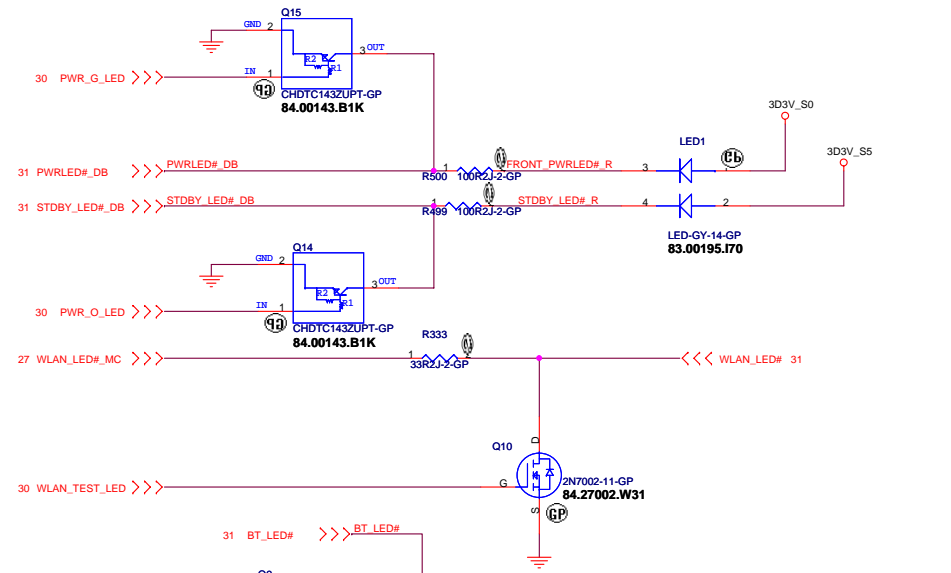 Q15
GND 2
3 OUT
R2
R1
30 PWR_G_LED
IN 1
GP
CHDTC143ZUPT-GP
84.00143.B1K
3D3V_S0
LED1
3D3V_S5
31 PWRLED#_DB
PWRLED#_DB
1
FRONT_PWRLED#_R
3
R500 100R2J-2-GP
31 STDBY_LED#_DB
STDBY_LED#_DB
1
STDBY_LED#_R
4
2
R499 100R2J-2-GP
LED-GY-14-GP
83.00195.I70
Q14
GND 2
3 OUT
R2
R1
30 PWR_O_LED
IN 1
GP
CHDTC143ZUPT-GP
84.00143.B1K
R333
27 WLAN_LED#_MC
1
2
WLAN_LED# 31
33R2J-2-GP
Q10
D
G
2N7002-11-GP
84.27002.W31
30 WLAN_TEST_LED
S
GP
31 BT_LED#
BT_LED#